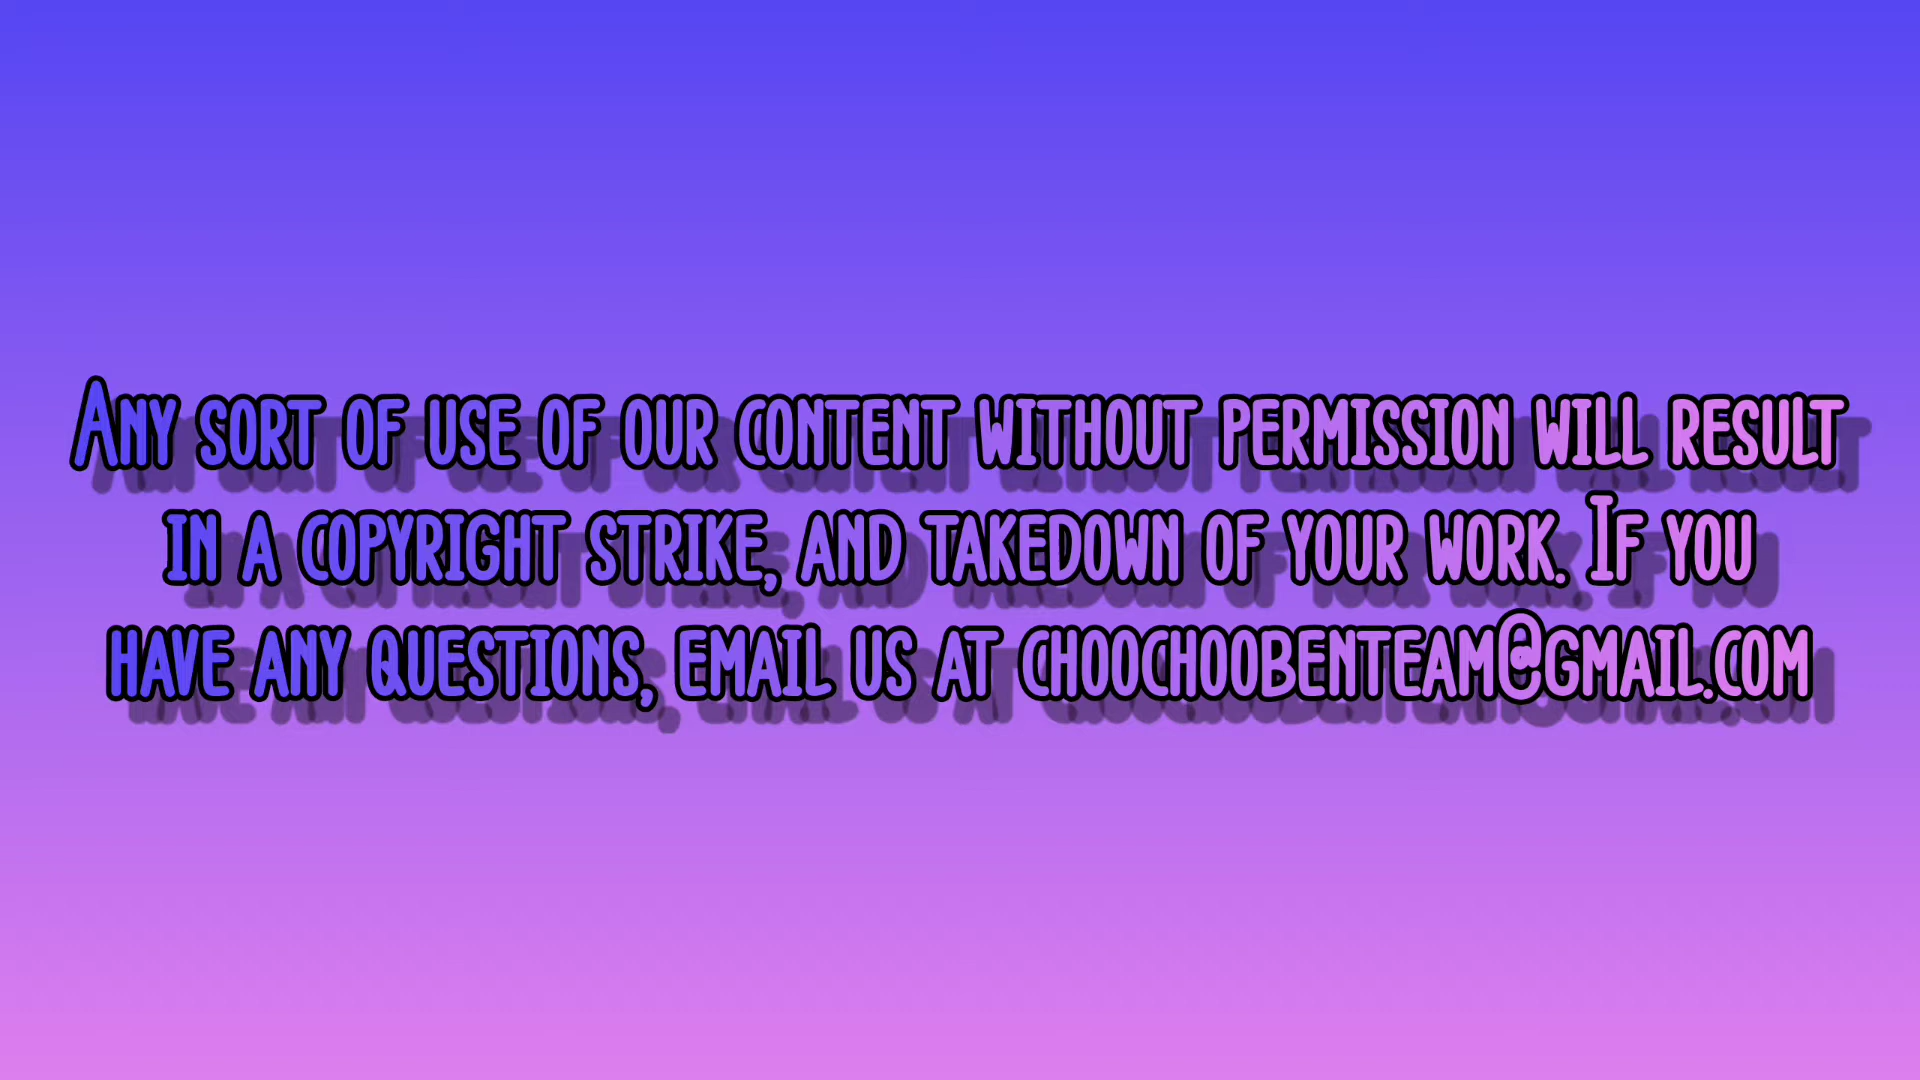 Any sort of use of our content without permission will result
in a copyright strike, and takedown of your work. If you
have any questions, email us at choochoobenteam@gmail.com